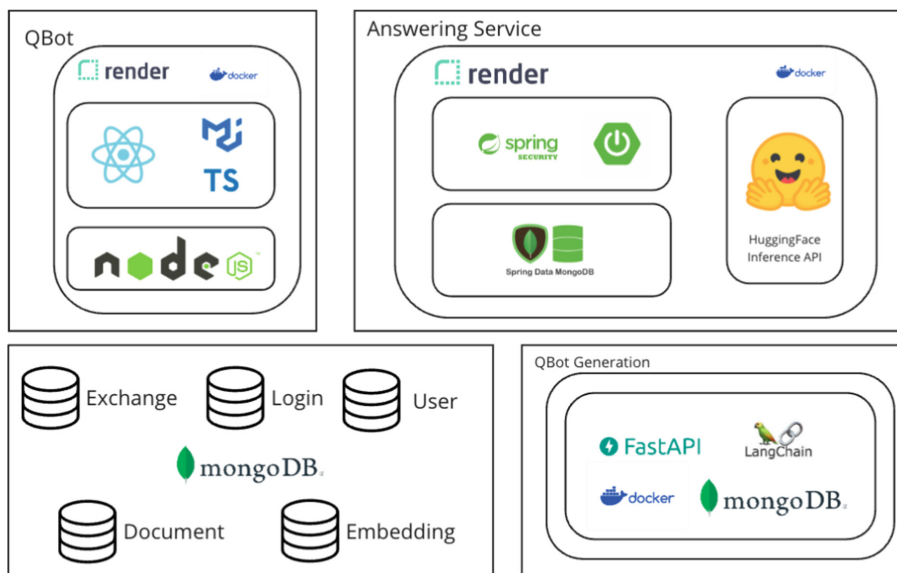 QBot
render
docker
TS
node
JS
Answering Service
render
docker
spring
SECURITY
Spring Data MongoDB
HuggingFace
Inference API
Exchange
Login
User
mongoDB
Document
Embedding
QBot Generation
FastAPI
LangChain
docker
mongoDB